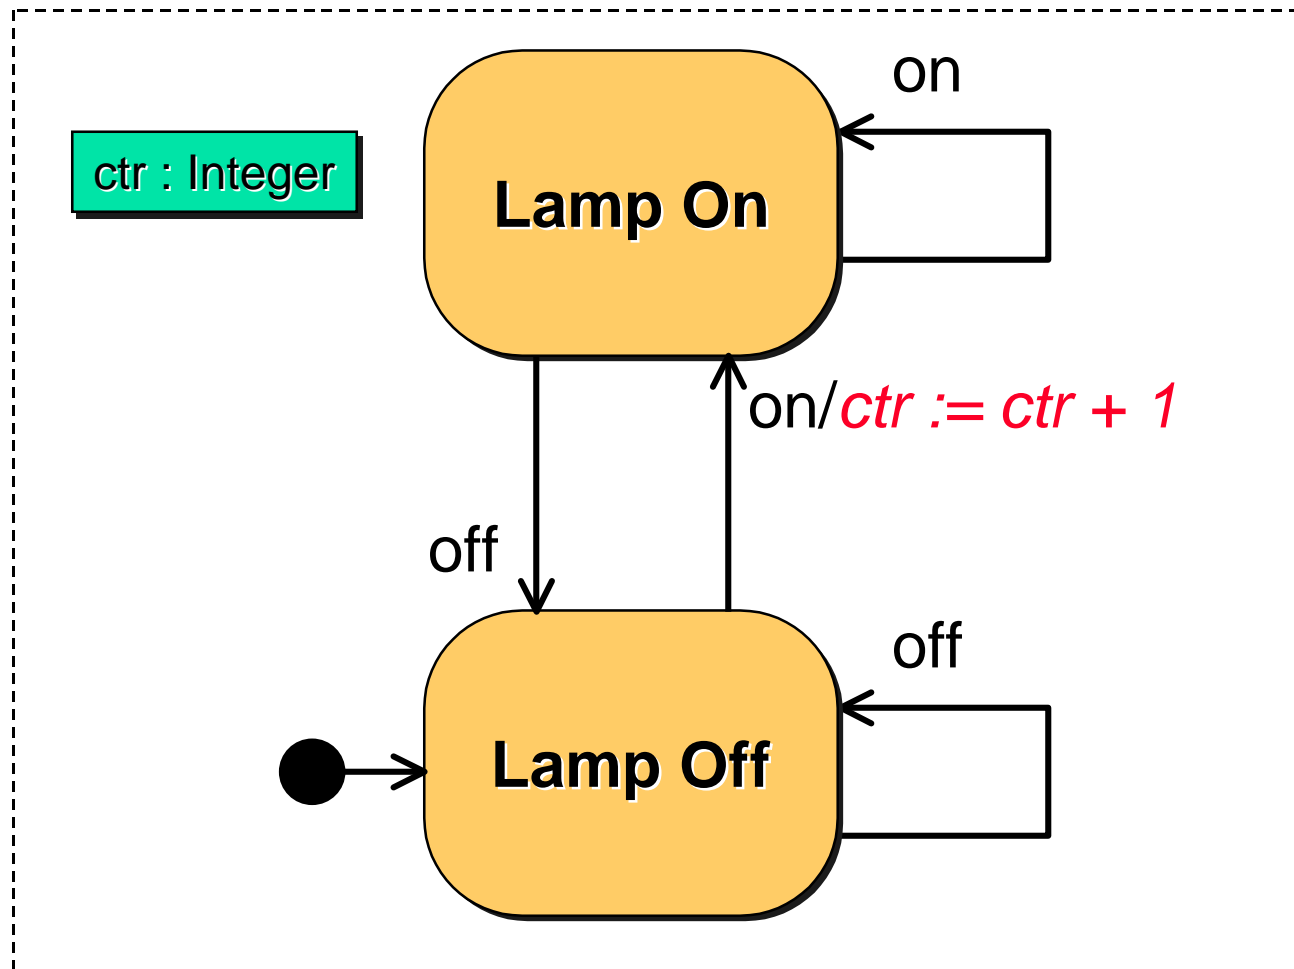 on
ctr : Integer
Lamp On
on/ctr := ctr + 1
off
off
Lamp Off